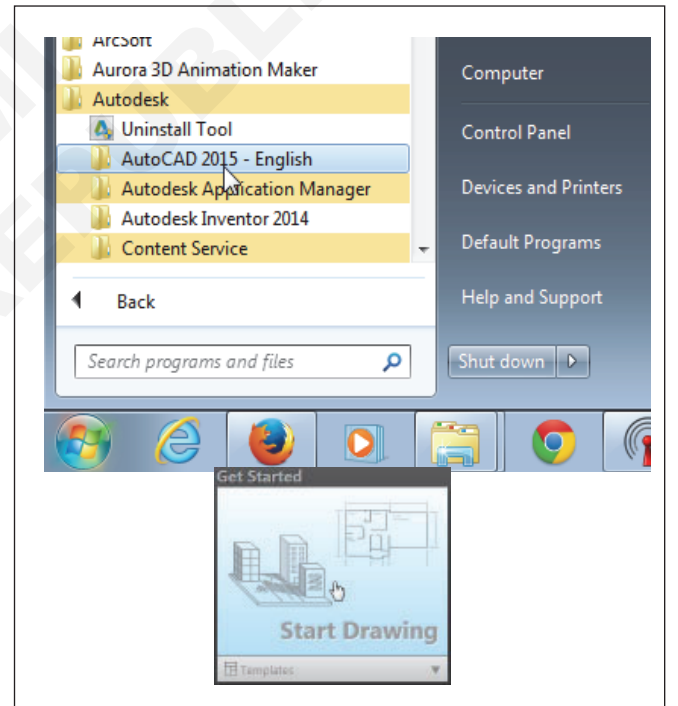 ArcSoft
Aurora 3D Animation Maker
Autodesk
Uninstall Tool
AutoCAD 2015 - English
Autodesk Application Manager
Autodesk Inventor 2014
Content Service
Back
Search programs and files
Computer
Control Panel
Devices and Printers
Default Programs
Help and Support
Shut down
Get Started
Start Drawing
Templates